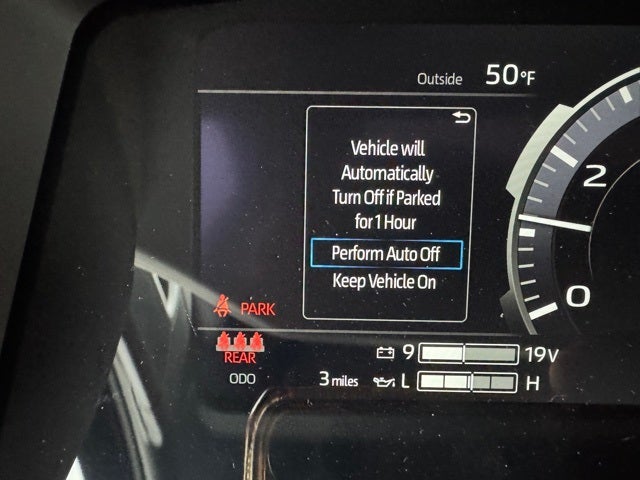 Outside 50°F
Vehicle will
Automatically
Turn Off if Parked
for 1 Hour
Perform Auto Off
Keep Vehicle On
2
0
PARK
REAR
ODO 3 miles
9 19V
L H